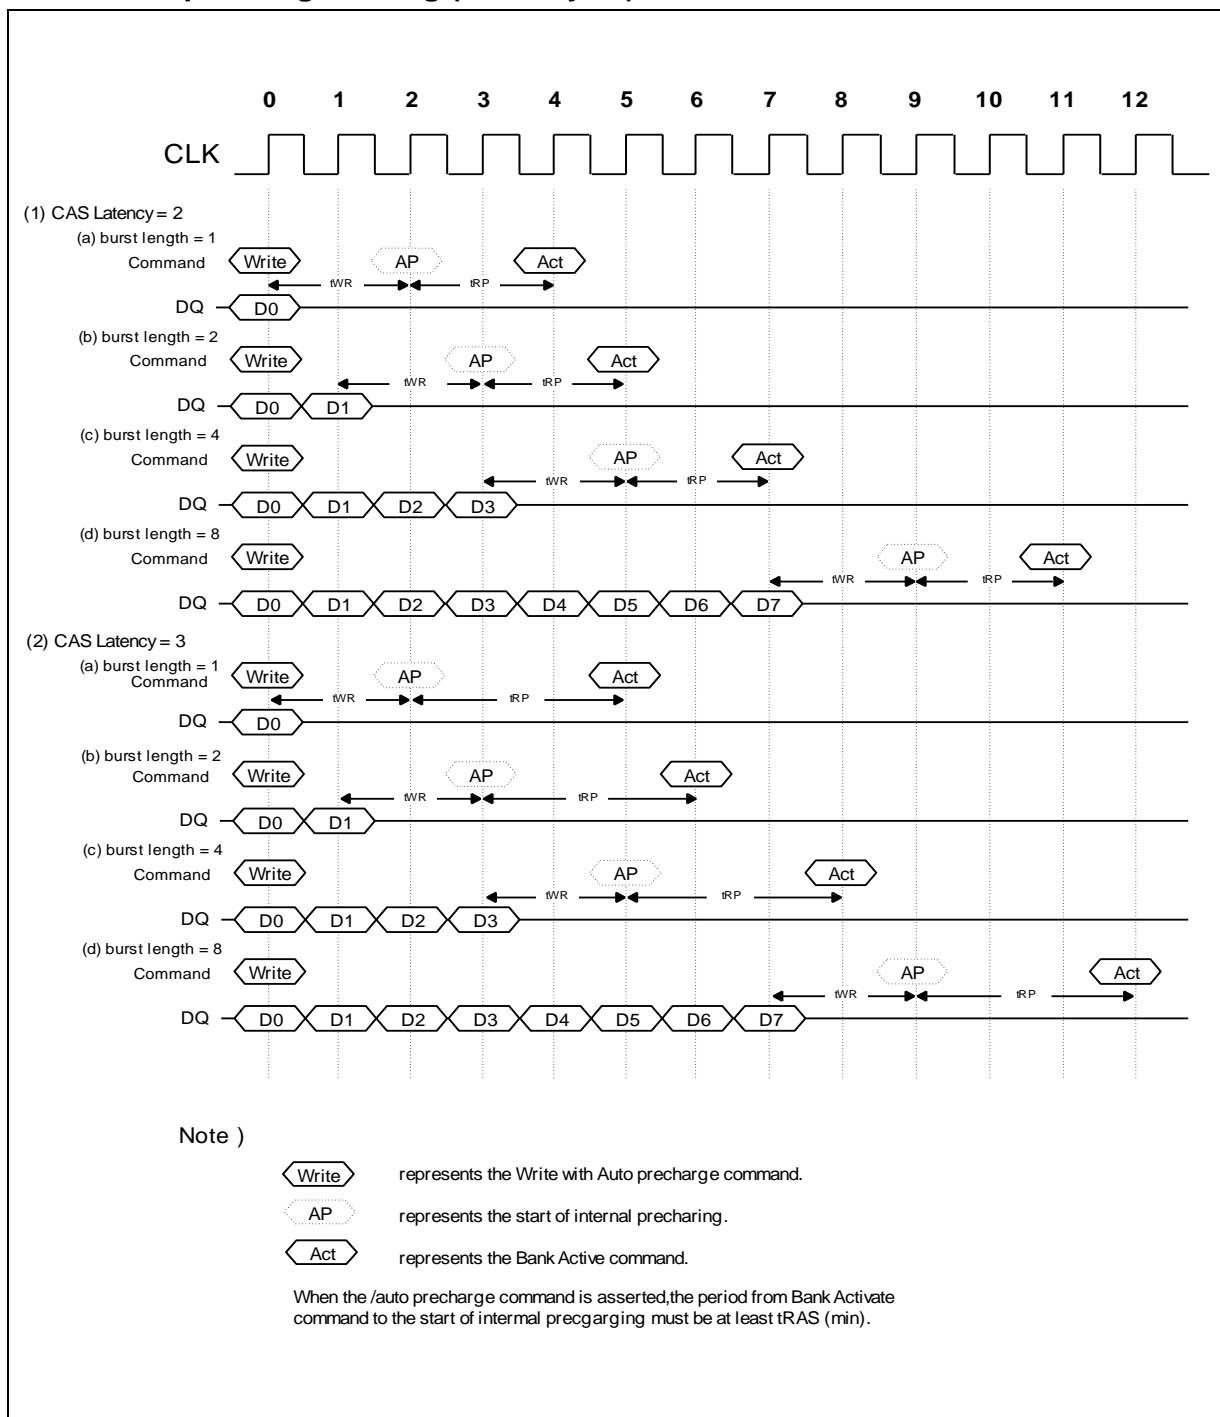 0 1 2 3 4 5 6 7 8 9 10 11 12
CLK
(1) CAS Latency = 2
(a) burst length = 1
Command Write AP Act
tWR tRP
DQ D0
(b) burst length = 2
Command Write AP Act
tWR tRP
DQ D0 D1
(c) burst length = 4
Command Write AP Act
tWR tRP
DQ D0 D1 D2 D3
(d) burst length = 8
Command Write AP Act
tWR tRP
DQ D0 D1 D2 D3 D4 D5 D6 D7
(2) CAS Latency = 3
(a) burst length = 1
Command Write AP Act
tWR tRP
DQ D0
(b) burst length = 2
Command Write AP Act
tWR tRP
DQ D0 D1
(c) burst length = 4
Command Write AP Act
tWR tRP
DQ D0 D1 D2 D3
(d) burst length = 8
Command Write AP Act
tWR tRP
DQ D0 D1 D2 D3 D4 D5 D6 D7
Note )
Write represents the Write with Auto precharge command.
AP represents the start of internal precharing.
Act represents the Bank Active command.
When the /auto precharge command is asserted,the period from Bank Activate
command to the start of intermal precgarging must be at least tRAS (min).